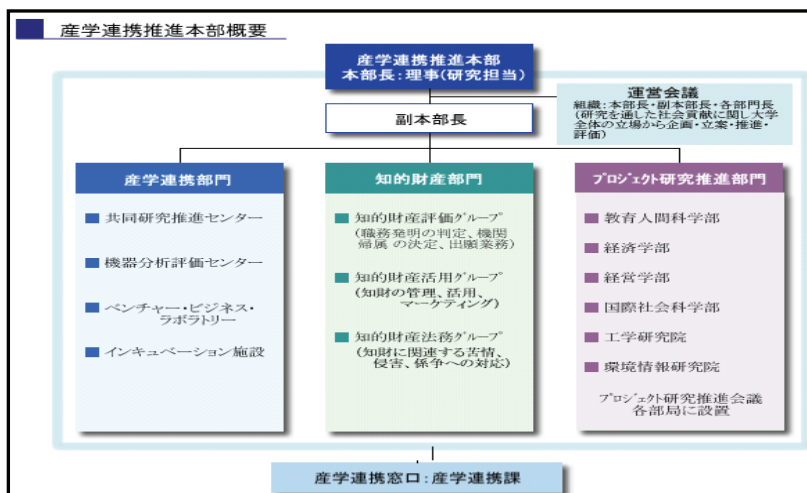 産学連携推進本部概要
産学連携推進本部
本部長:理事(研究担当)
運営会議
組織:本部長・副本部長・各部門長
(研究を通した社会貢献に関し大学
全体の立場から企画・立案・推進・
評価)
副本部長
産学連携部門
共同研究推進センター
機器分析評価センター
ベンチャー・ビジネス・
ラボラトリー
インキュベーション施設
知的財産部門
知的財産評価グループ
(職務発明の判定、機関
帰属 の決定、出願業務)
知的財産活用グループ
(知財の管理、活用、
マーケティング)
知的財産法務グループ
(知財に関連する苦情、
侵害、係争への対応)
プロジェクト研究推進部門
教育人間科学部
経済学部
経営学部
国際社会科学部
工学研究院
環境情報研究院
プロジェクト研究推進会議
各部局に設置
産学連携窓口:産学連携課